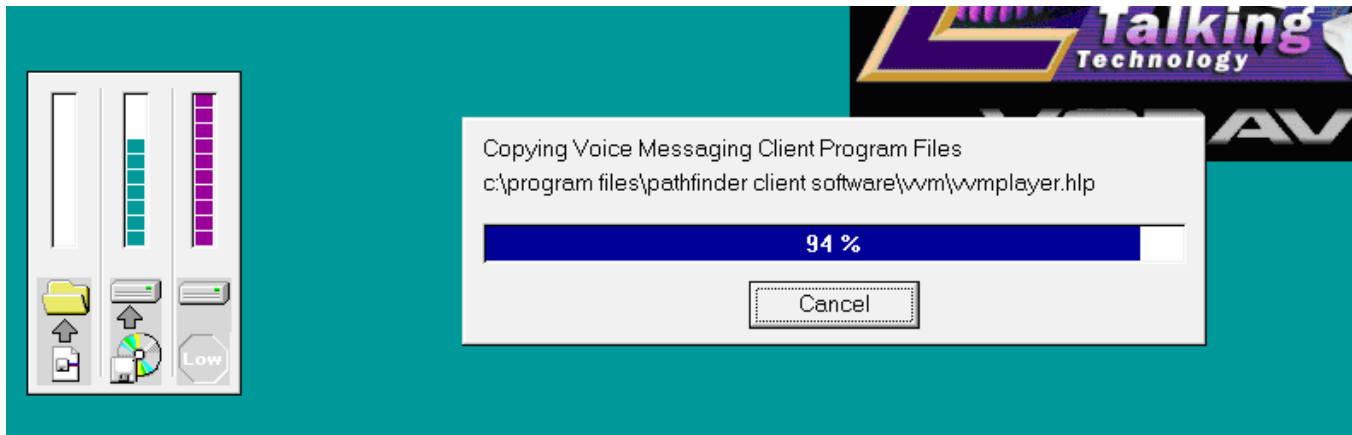 Talking
Technology
Copying Voice Messaging Client Program Files
c:\program files\pathfinder client software\vvm\vvmplayer.hlp
94 %
Cancel
Low